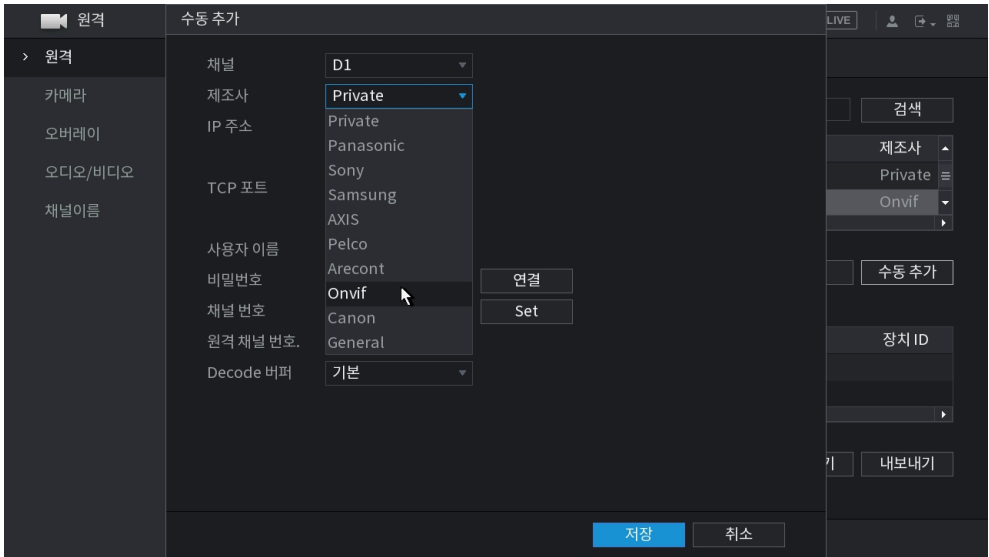 원격
수동 추가
LIVE
원격
카메라
오버레이
오디오/비디오
채널이름
채널
D1
제조사
Private
IP 주소
Private
Panasonic
Sony
TCP 포트
Samsung
AXIS
Pelco
사용자 이름
Arecont
비밀번호
Onvif
연결
채널 번호
Canon
Set
원격 채널 번호.
General
Decode 버퍼
기본
검색
제조사
Private
Onvif
수동 추가
장치 ID
기
내보내기
저장
취소